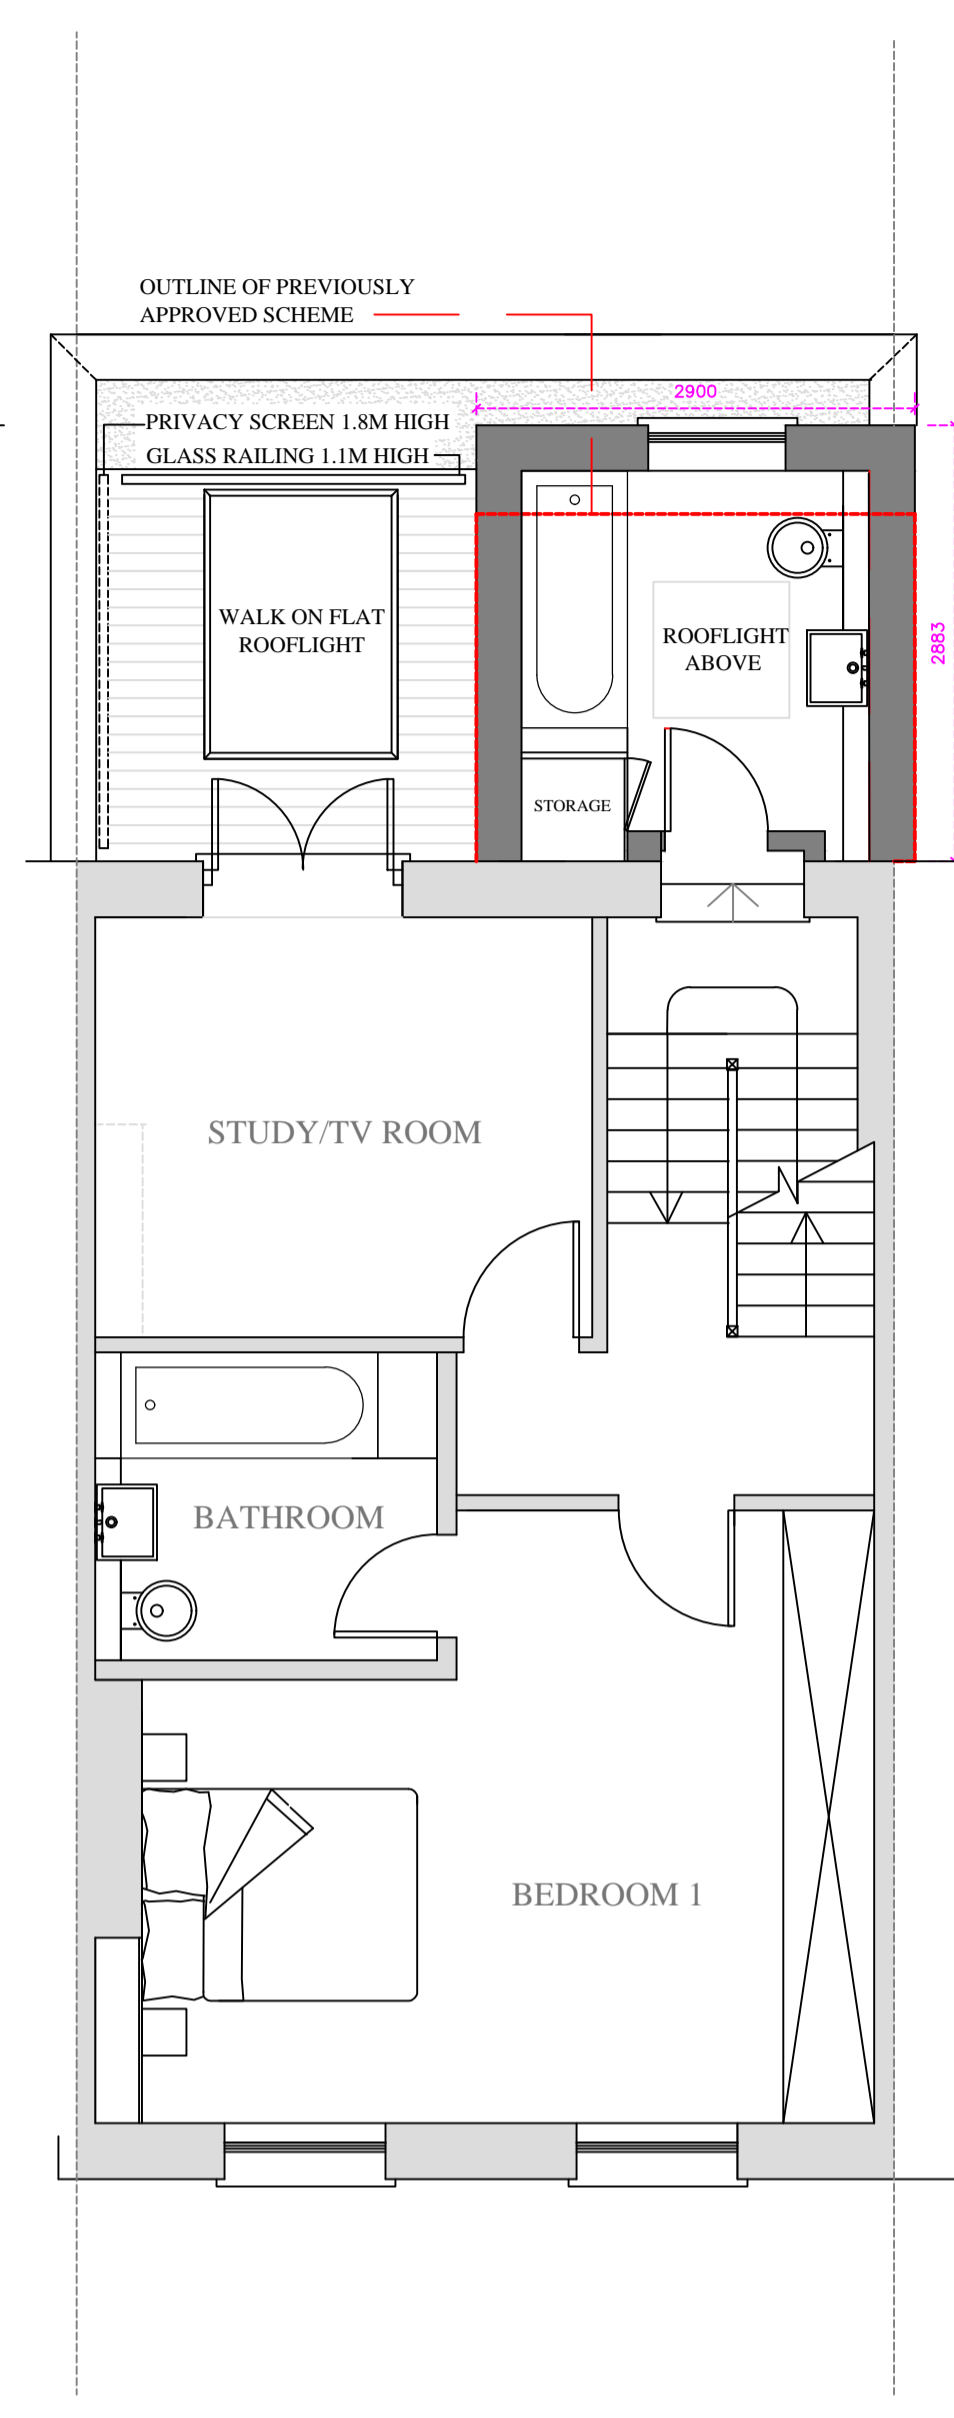 OUTLINE OF PREVIOUSLY
APPROVED SCHEME
2900
PRIVACY SCREEN 1.8M HIGH
GLASS RAILING 1.1M HIGH
WALK ON FLAT
ROOFLIGHT
ROOFLIGHT
ABOVE
2883
STORAGE
STUDY/TV ROOM
BATHROOM
BEDROOM 1